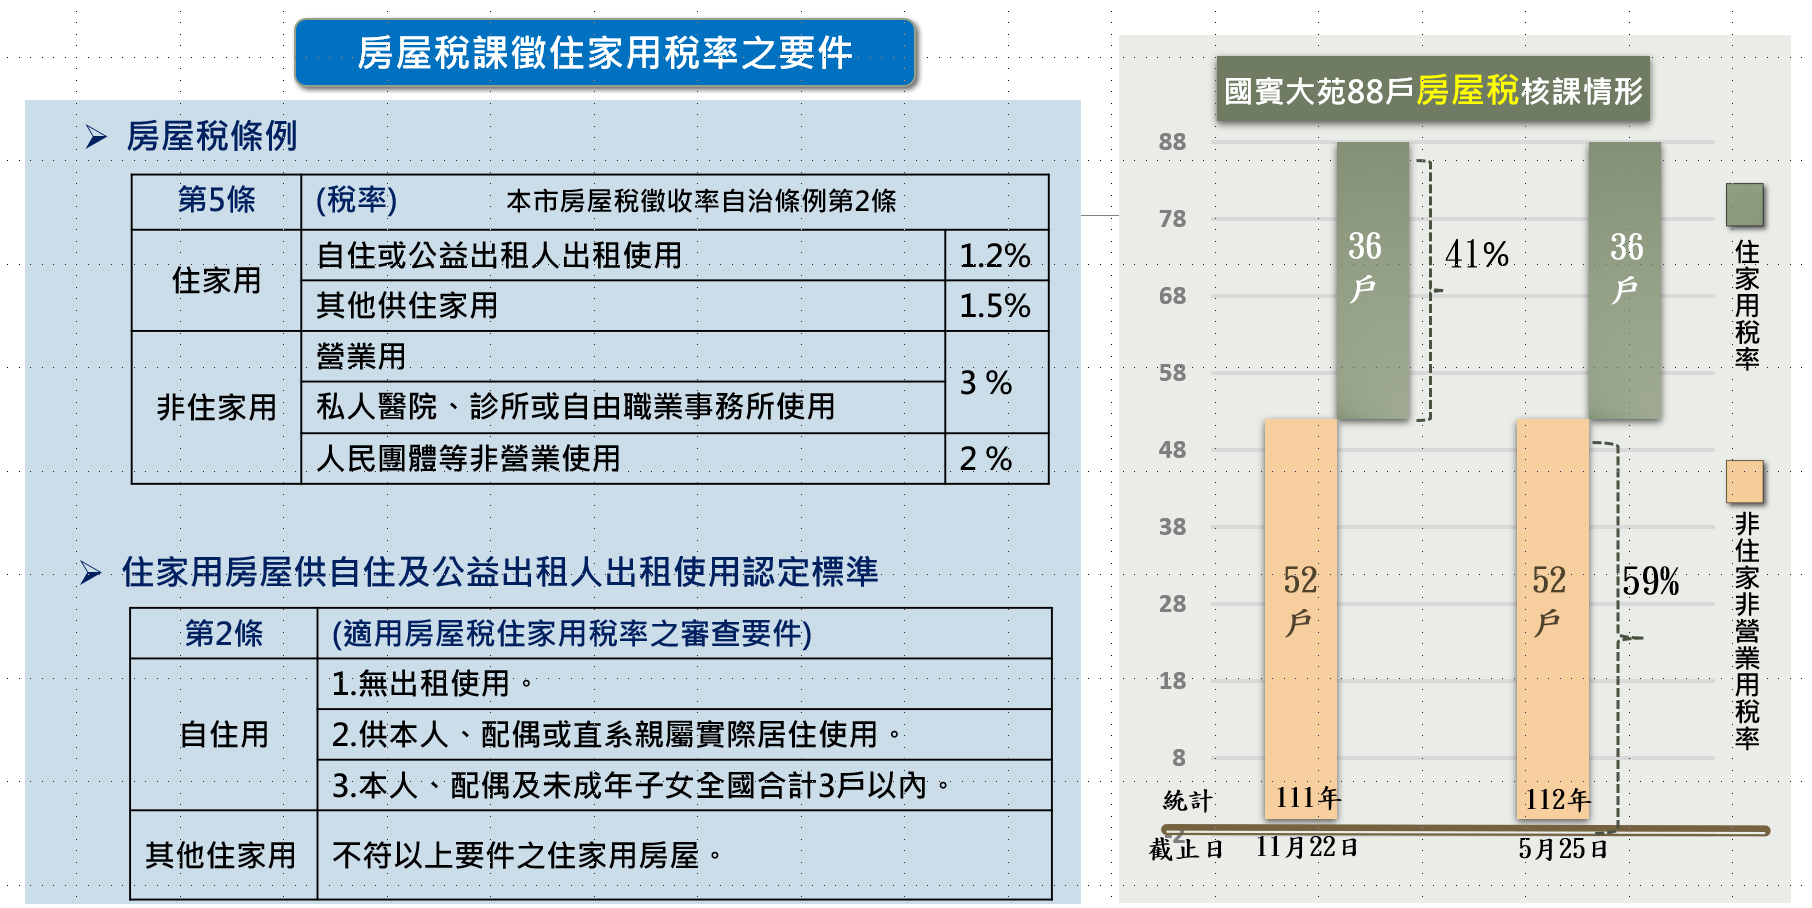 房屋稅課徵住家用稅率之要件
➢ 房屋稅條例
第5條 (稅率) 本市房屋稅徵收率自治條例第2條
住家用
自住或公益出租人出租使用 1.2%
其他供住家用 1.5%
非住家用
營業用
私人醫院、診所或自由職業事務所使用
3 %
人民團體等非營業使用 2 %
➢ 住家用房屋供自住及公益出租人出租使用認定標準
第2條 (適用房屋稅住家用稅率之審查要件)
自住用
1.無出租使用。
2.供本人、配偶或直系親屬實際居住使用。
3.本人、配偶及未成年子女全國合計3戶以內。
其他住家用 不符以上要件之住家用房屋。
國賓大苑88戶房屋稅核課情形
88
78
68
58
48
38
28
18
8
-2
36
戶
41%
36
戶
52
戶
52
戶
59%
統計 111年 112年
截止日 11月22日 5月25日
住家用稅率
非住家非營業用稅率